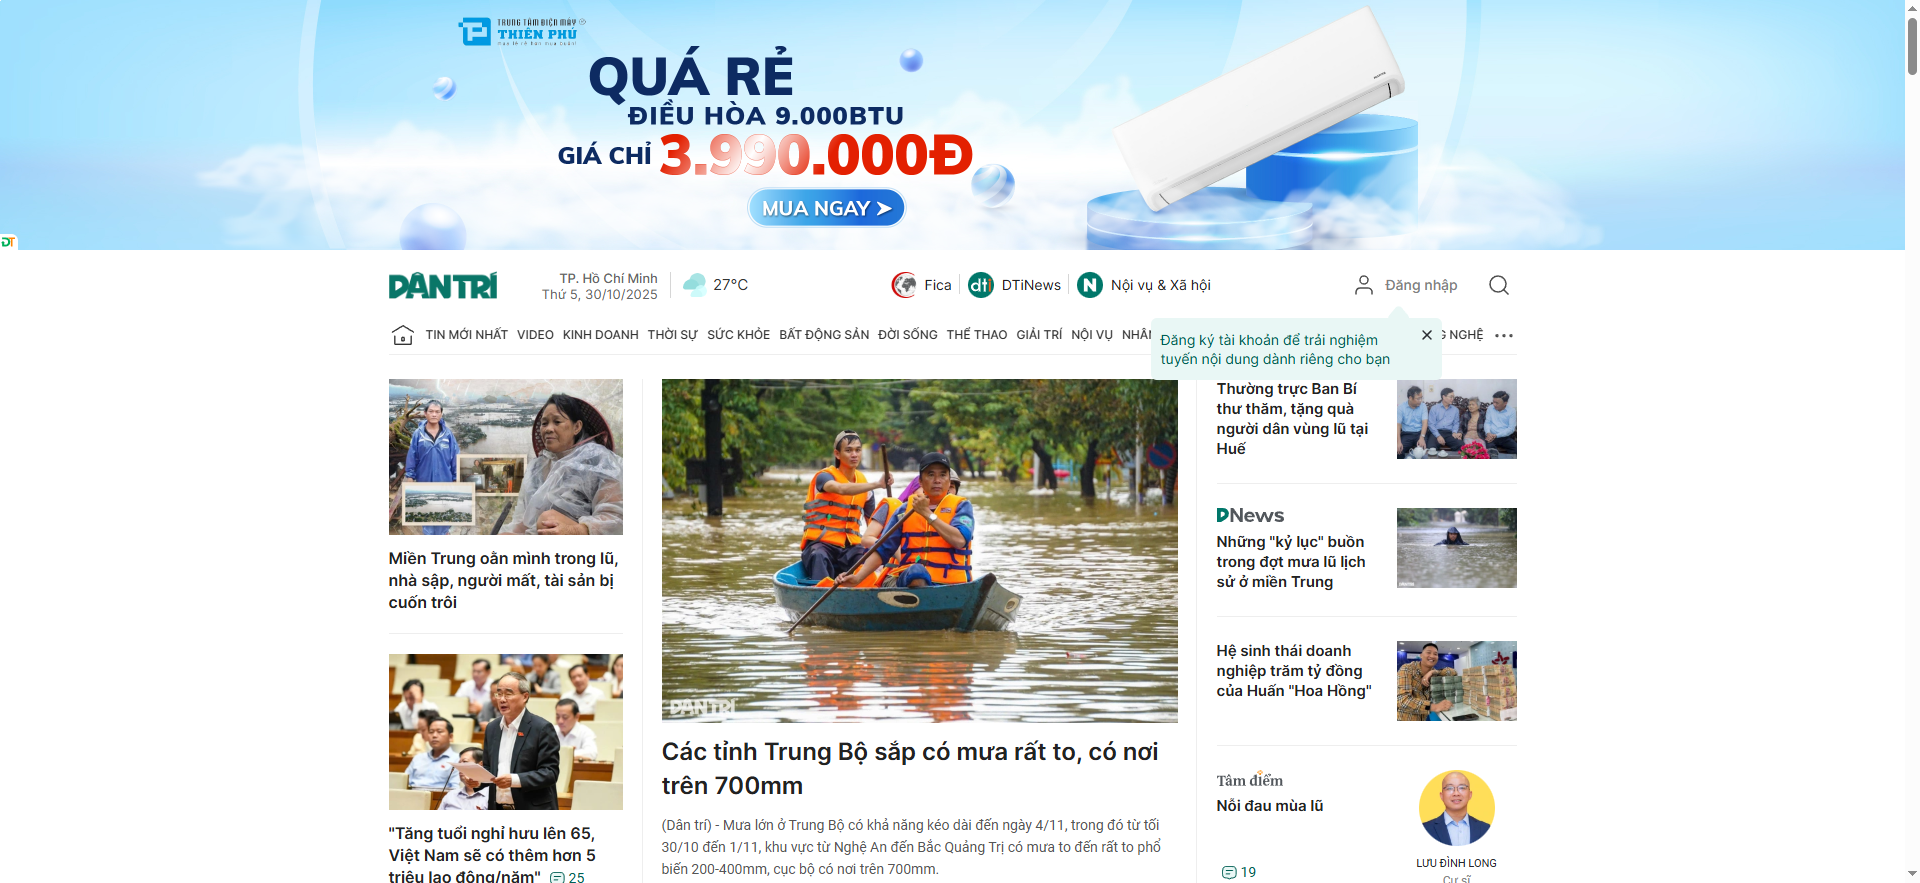 TRUNG TÂM ĐIỆN MÁY
THIÊN PHÚ
QUÁ RẺ
ĐIỀU HÒA 9.000BTU
GIÁ CHỈ 3.990.000Đ
MUA NGAY
DT
DÂN TRÍ
TP. Hồ Chí Minh
Thứ 5, 30/10/2025
27°C
Fica
dti DTiNews
N Nội vụ & Xã hội
Đăng nhập
TIN MỚI NHẤT VIDEO KINH DOANH THỜI SỰ SỨC KHỎE BẤT ĐỘNG SẢN ĐỜI SỐNG THỂ THAO GIẢI TRÍ NỘI VỤ NHÂN G NGHỆ
Đăng ký tài khoản để trải nghiệm
tuyến nội dung dành riêng cho bạn
Miền Trung oằn mình trong lũ,
nhà sập, người mất, tài sản bị
cuốn trôi
"Tăng tuổi nghỉ hưu lên 65,
Việt Nam sẽ có thêm hơn 5
triệu lao động/năm" 25
DÂN TRÍ
Các tỉnh Trung Bộ sắp có mưa rất to, có nơi
trên 700mm
(Dân trí) - Mưa lớn ở Trung Bộ có khả năng kéo dài đến ngày 4/11, trong đó từ tối
30/10 đến 1/11, khu vực từ Nghệ An đến Bắc Quảng Trị có mưa to đến rất to phổ
biến 200-400mm, cục bộ có nơi trên 700mm.
Thường trực Ban Bí
thư thăm, tặng quà
người dân vùng lũ tại
Huế
DNews
Những "kỷ lục" buồn
trong đợt mưa lũ lịch
sử ở miền Trung
Hệ sinh thái doanh
nghiệp trăm tỷ đồng
của Huấn "Hoa Hồng"
Tâm điểm
Nỗi đau mùa lũ
19
LƯU ĐÌNH LONG
Cư sĩ